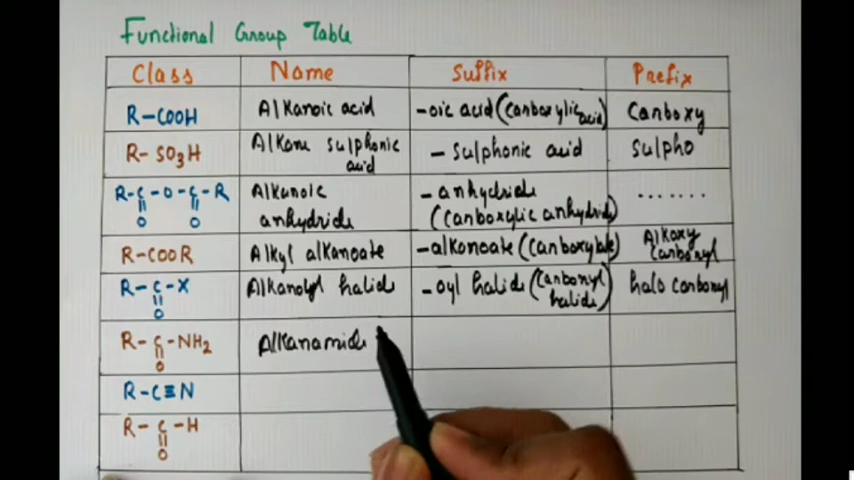 Functional Group Table
Class Name Suffix Prefix
R-COOH Alkanoic acid -oic acid (carboxylic acid) Carboxy
R-SO3H Alkane sulphonic acid - sulphonic acid sulpho
R-C-O-C-R Alkanoic anhydride - anhydride (carboxylic anhydride) .......
O O
R-COOR Alkyl alkanoate -alkanoate (carboxylate) Alkoxy carbonyl
R-C-X Alkanolyl halide -oyl halide (carbonyl halide) halo carbonyl
O
R-C-NH2 Alkanamide
O
R-C≡N
R-C-H
O